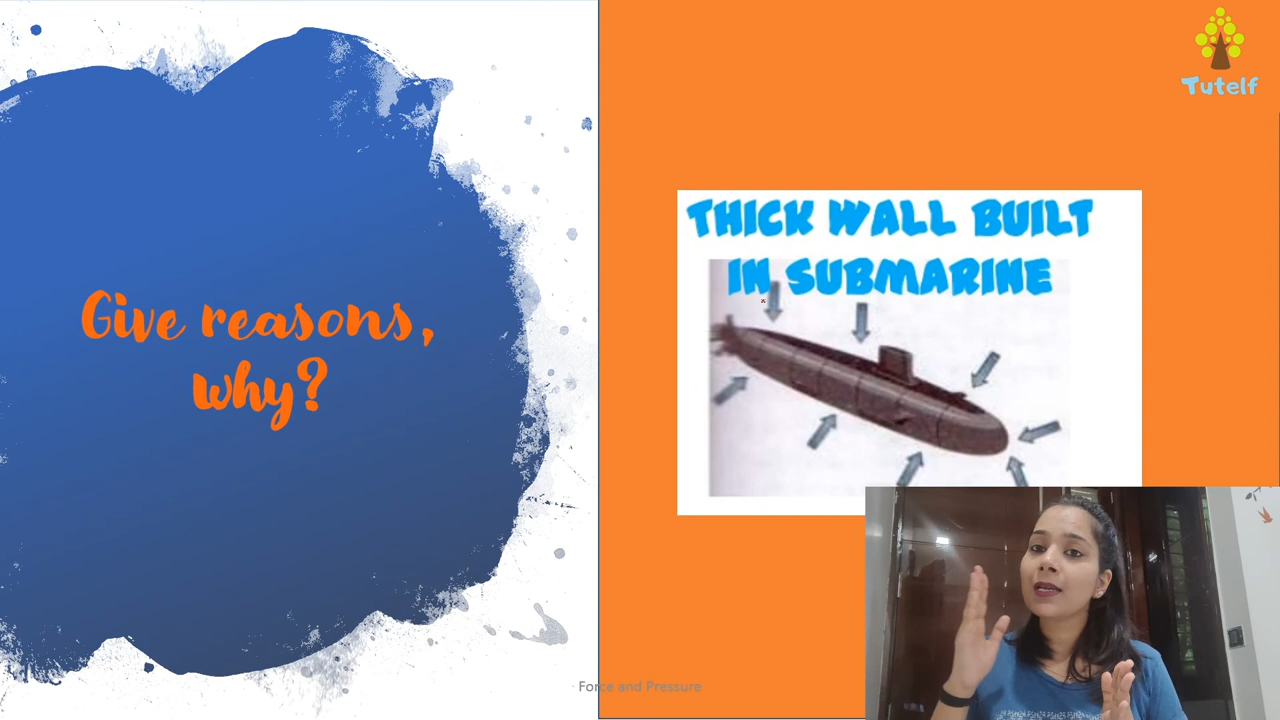 Give reasons,
why?
Tutelf
THICK WALL BUILT
IN SUBMARINE
Force and Pressure